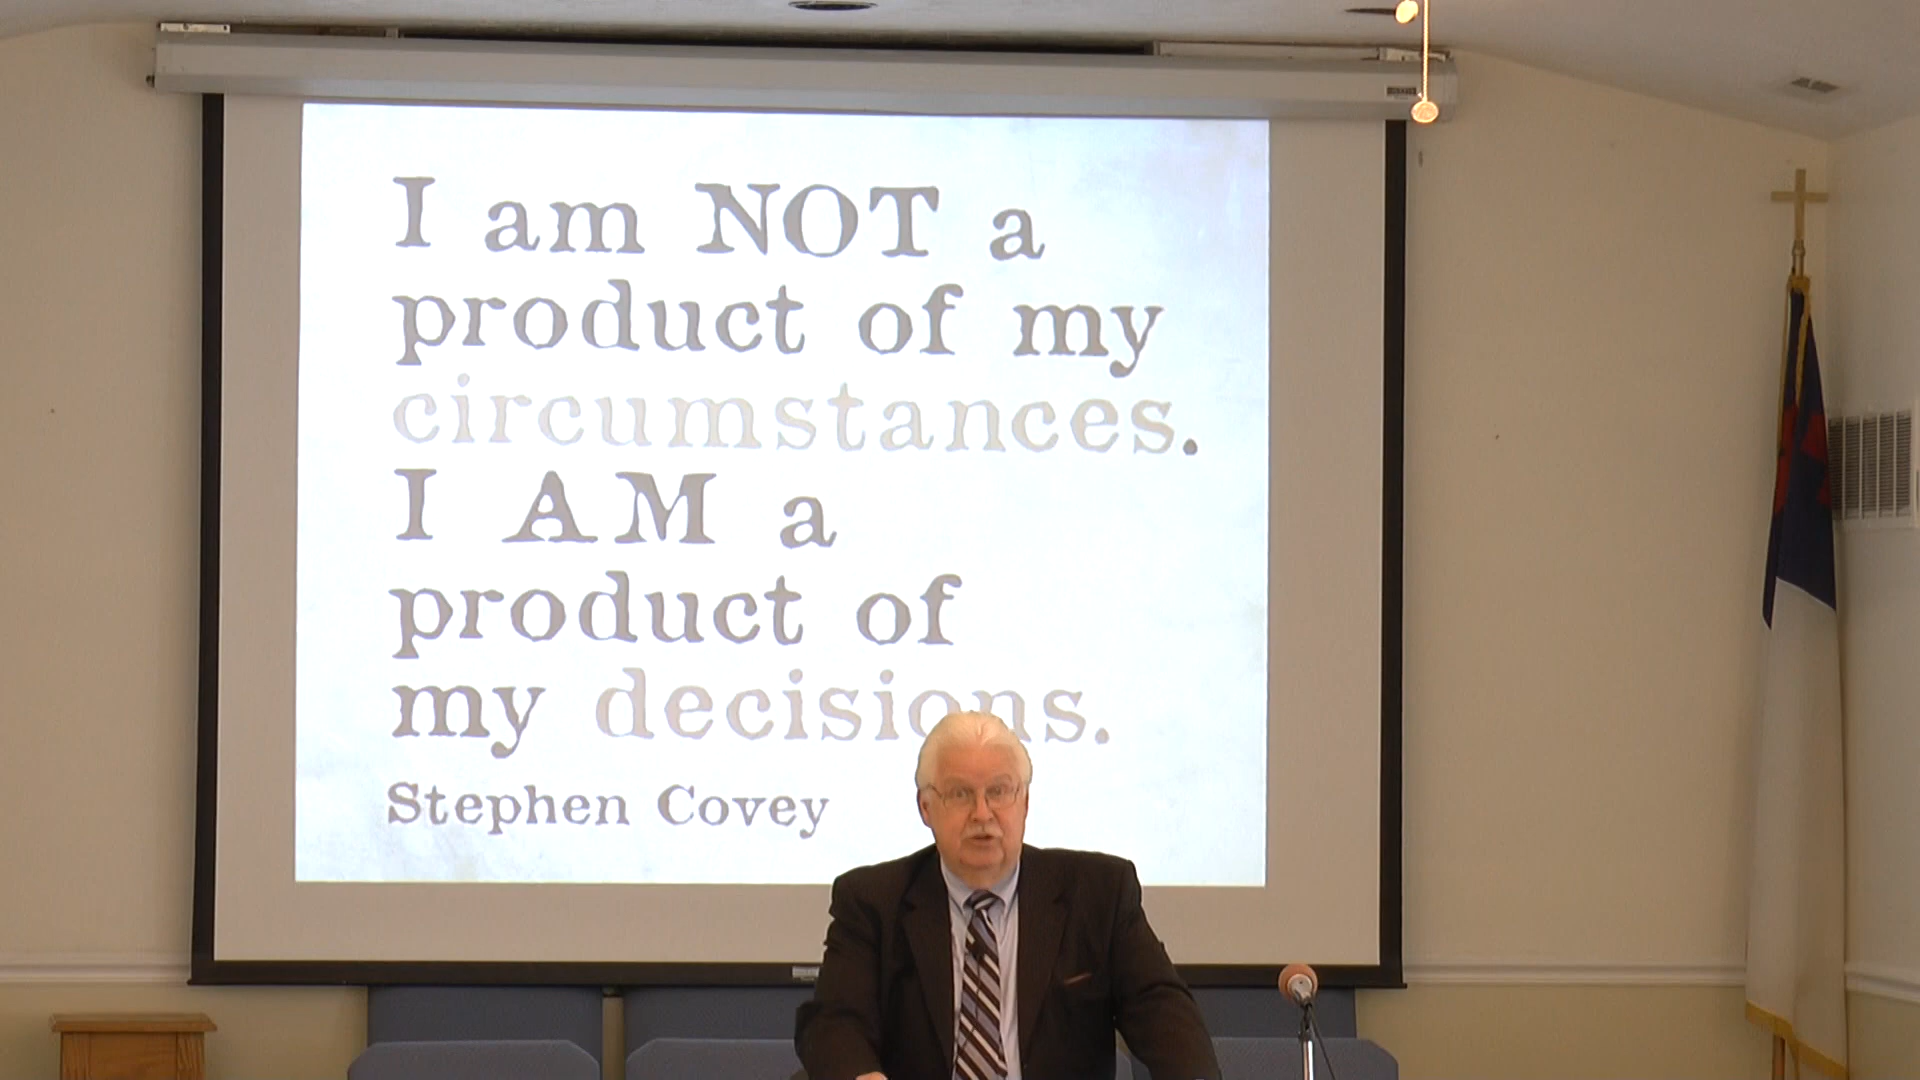 I am NOT a
product of my
circumstances.
I AM a
product of
my decisions.
Stephen Covey